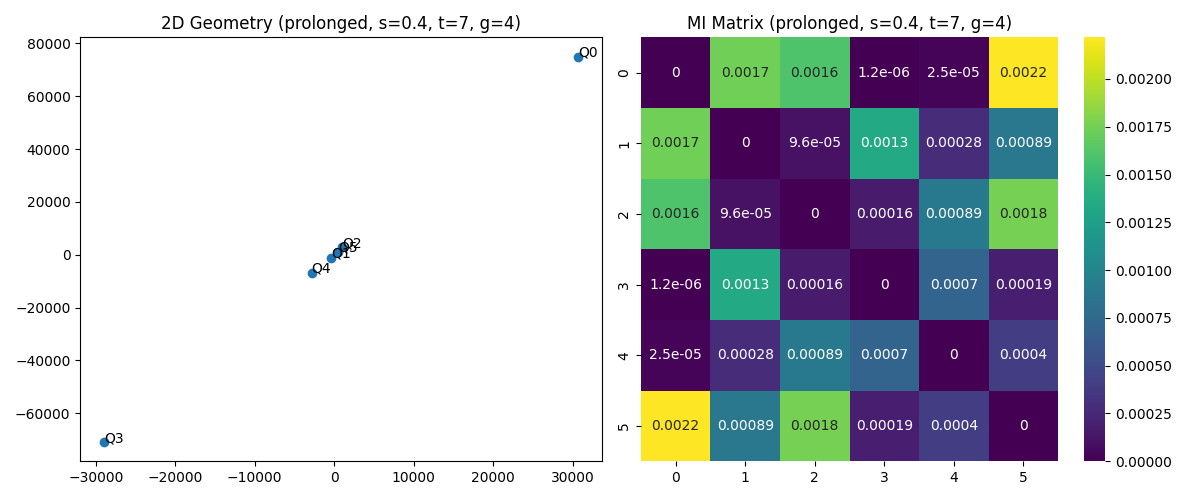 2D Geometry (prolonged, s=0.4, t=7, g=4)
80000
60000
40000
20000
0
−20000
−40000
−60000
−30000 −20000 −10000 0 10000 20000 30000
Q0
Q2
Q5
Q1
Q4
Q3
MI Matrix (prolonged, s=0.4, t=7, g=4)
0 0 0.0017 0.0016 1.2e-06 2.5e-05 0.0022
1 0.0017 0 9.6e-05 0.0013 0.00028 0.00089
2 0.0016 9.6e-05 0 0.00016 0.00089 0.0018
3 1.2e-06 0.0013 0.00016 0 0.0007 0.00019
4 2.5e-05 0.00028 0.00089 0.0007 0 0.0004
5 0.0022 0.00089 0.0018 0.00019 0.0004 0
0 1 2 3 4 5
0.00200
0.00175
0.00150
0.00125
0.00100
0.00075
0.00050
0.00025
0.00000